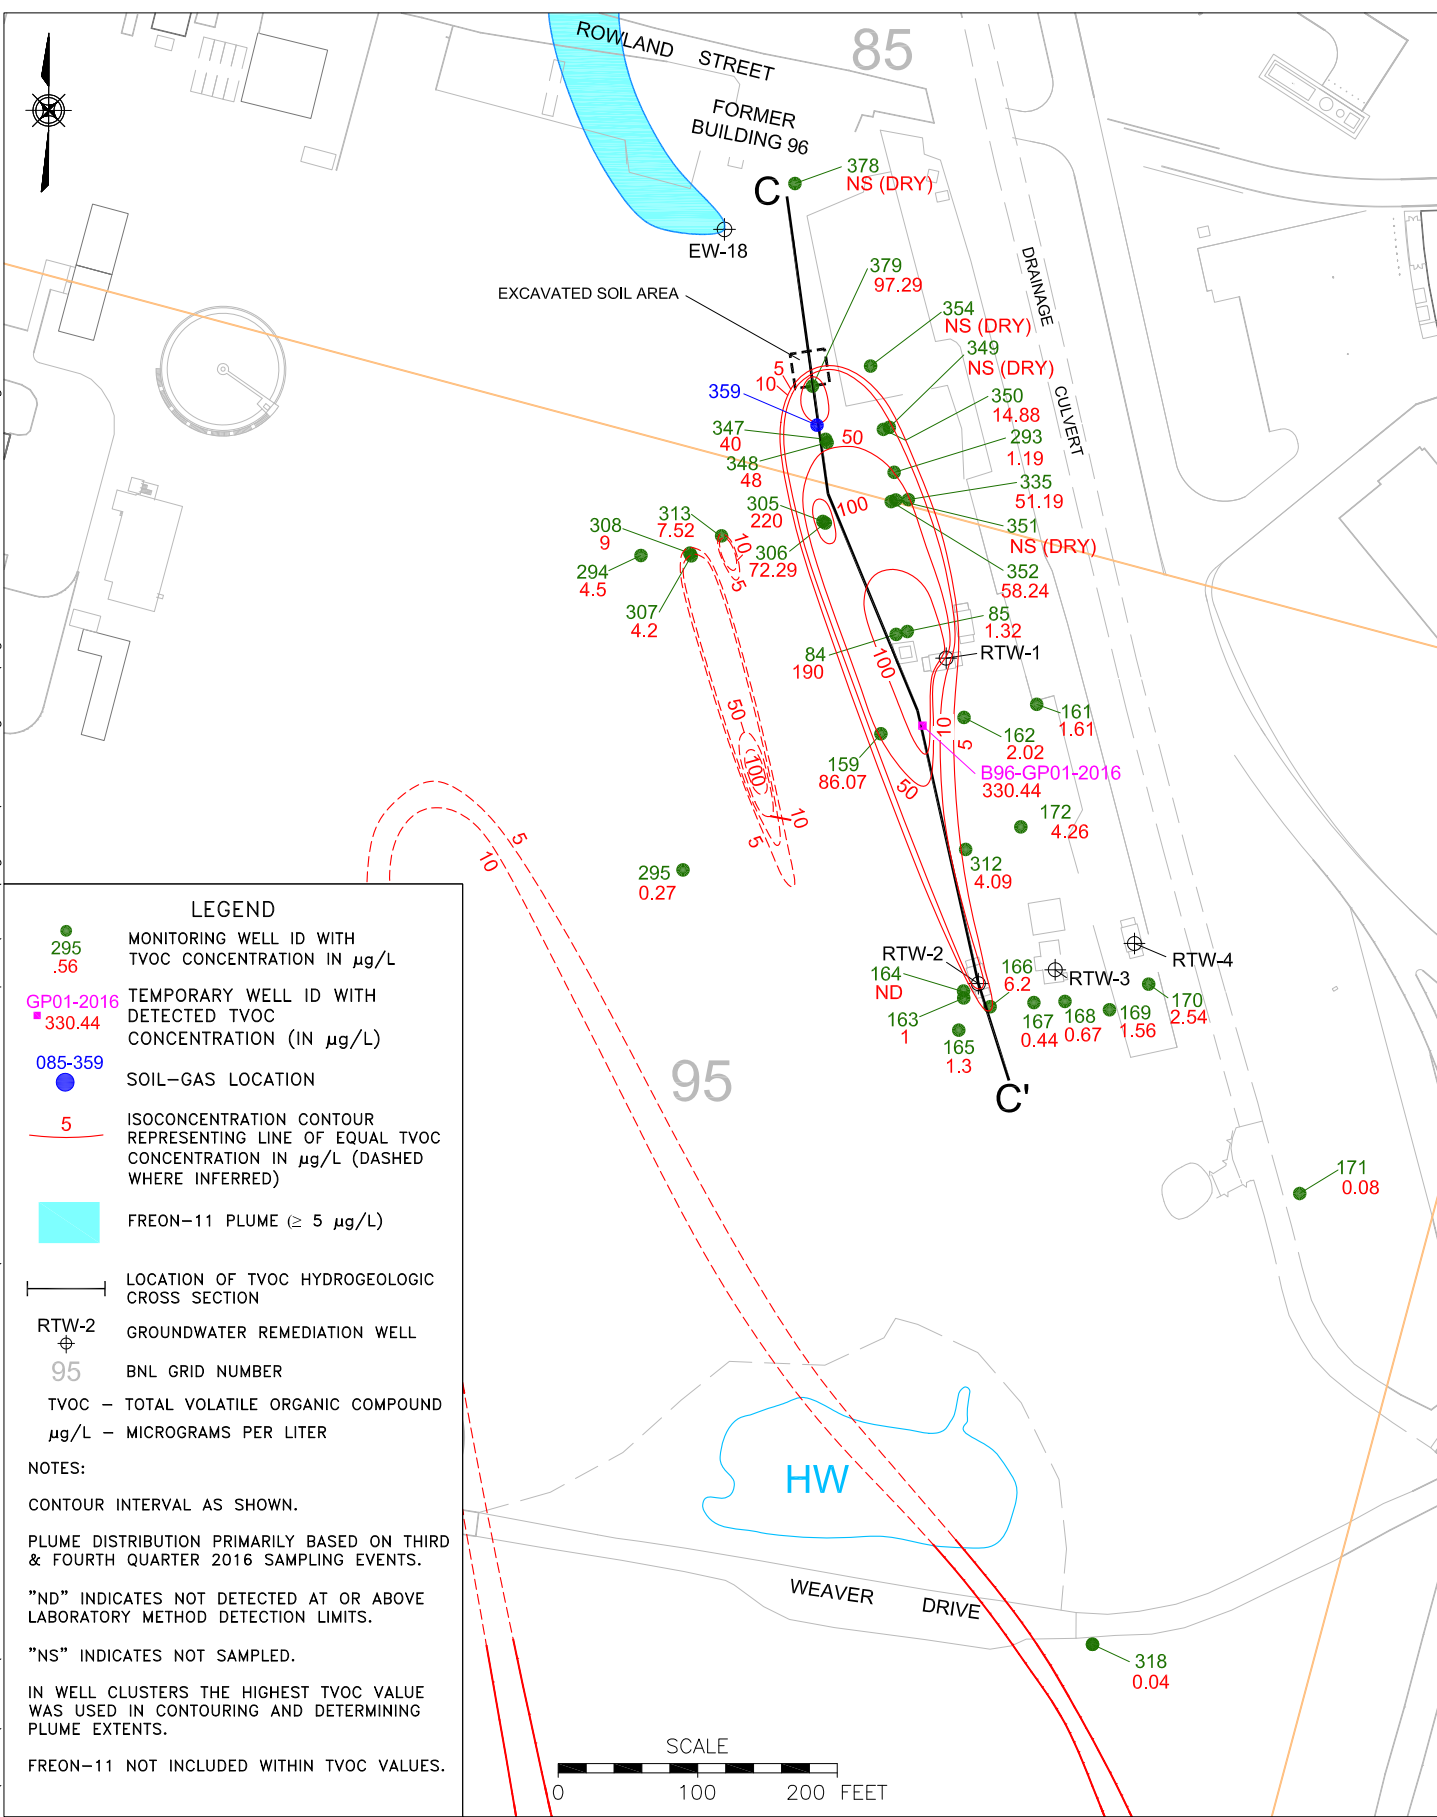 ROWLAND STREET
85
FORMER
BUILDING 96
378
NS (DRY)
C
EW-18
379
97.29
EXCAVATED SOIL AREA
DRAINAGE
CULVERT
354
NS (DRY)
349
NS (DRY)
5
10
359
350
14.88
347
40
50
293
1.19
348
48
335
51.19
305
220
100
351
NS (DRY)
313
7.52
308
9
10
5
306
72.29
294
4.5
352
58.24
307
4.2
85
1.32
84
190
RTW-1
100
50
161
1.61
10
5
162
2.02
159
86.07
B96-GP01-2016
330.44
100
50
10
5
172
4.26
5
10
312
4.09
295
0.27
RTW-2
166
6.2
RTW-4
RTW-3
164
ND
163
1
167
0.44
168
0.67
169
1.56
170
2.54
165
1.3
95
C'
171
0.08
HW
WEAVER DRIVE
318
0.04
SCALE
0 100 200 FEET
LEGEND
295
.56
MONITORING WELL ID WITH
TVOC CONCENTRATION IN µg/L
GP01-2016
330.44
TEMPORARY WELL ID WITH
DETECTED TVOC
CONCENTRATION (IN µg/L)
085-359
SOIL-GAS LOCATION
5
ISOCONCENTRATION CONTOUR
REPRESENTING LINE OF EQUAL TVOC
CONCENTRATION IN µg/L (DASHED
WHERE INFERRED)
FREON-11 PLUME (≥ 5 µg/L)
LOCATION OF TVOC HYDROGEOLOGIC
CROSS SECTION
RTW-2
GROUNDWATER REMEDIATION WELL
95
BNL GRID NUMBER
TVOC - TOTAL VOLATILE ORGANIC COMPOUND
µg/L - MICROGRAMS PER LITER
NOTES:
CONTOUR INTERVAL AS SHOWN.
PLUME DISTRIBUTION PRIMARILY BASED ON THIRD
& FOURTH QUARTER 2016 SAMPLING EVENTS.
"ND" INDICATES NOT DETECTED AT OR ABOVE
LABORATORY METHOD DETECTION LIMITS.
"NS" INDICATES NOT SAMPLED.
IN WELL CLUSTERS THE HIGHEST TVOC VALUE
WAS USED IN CONTOURING AND DETERMINING
PLUME EXTENTS.
FREON-11 NOT INCLUDED WITHIN TVOC VALUES.